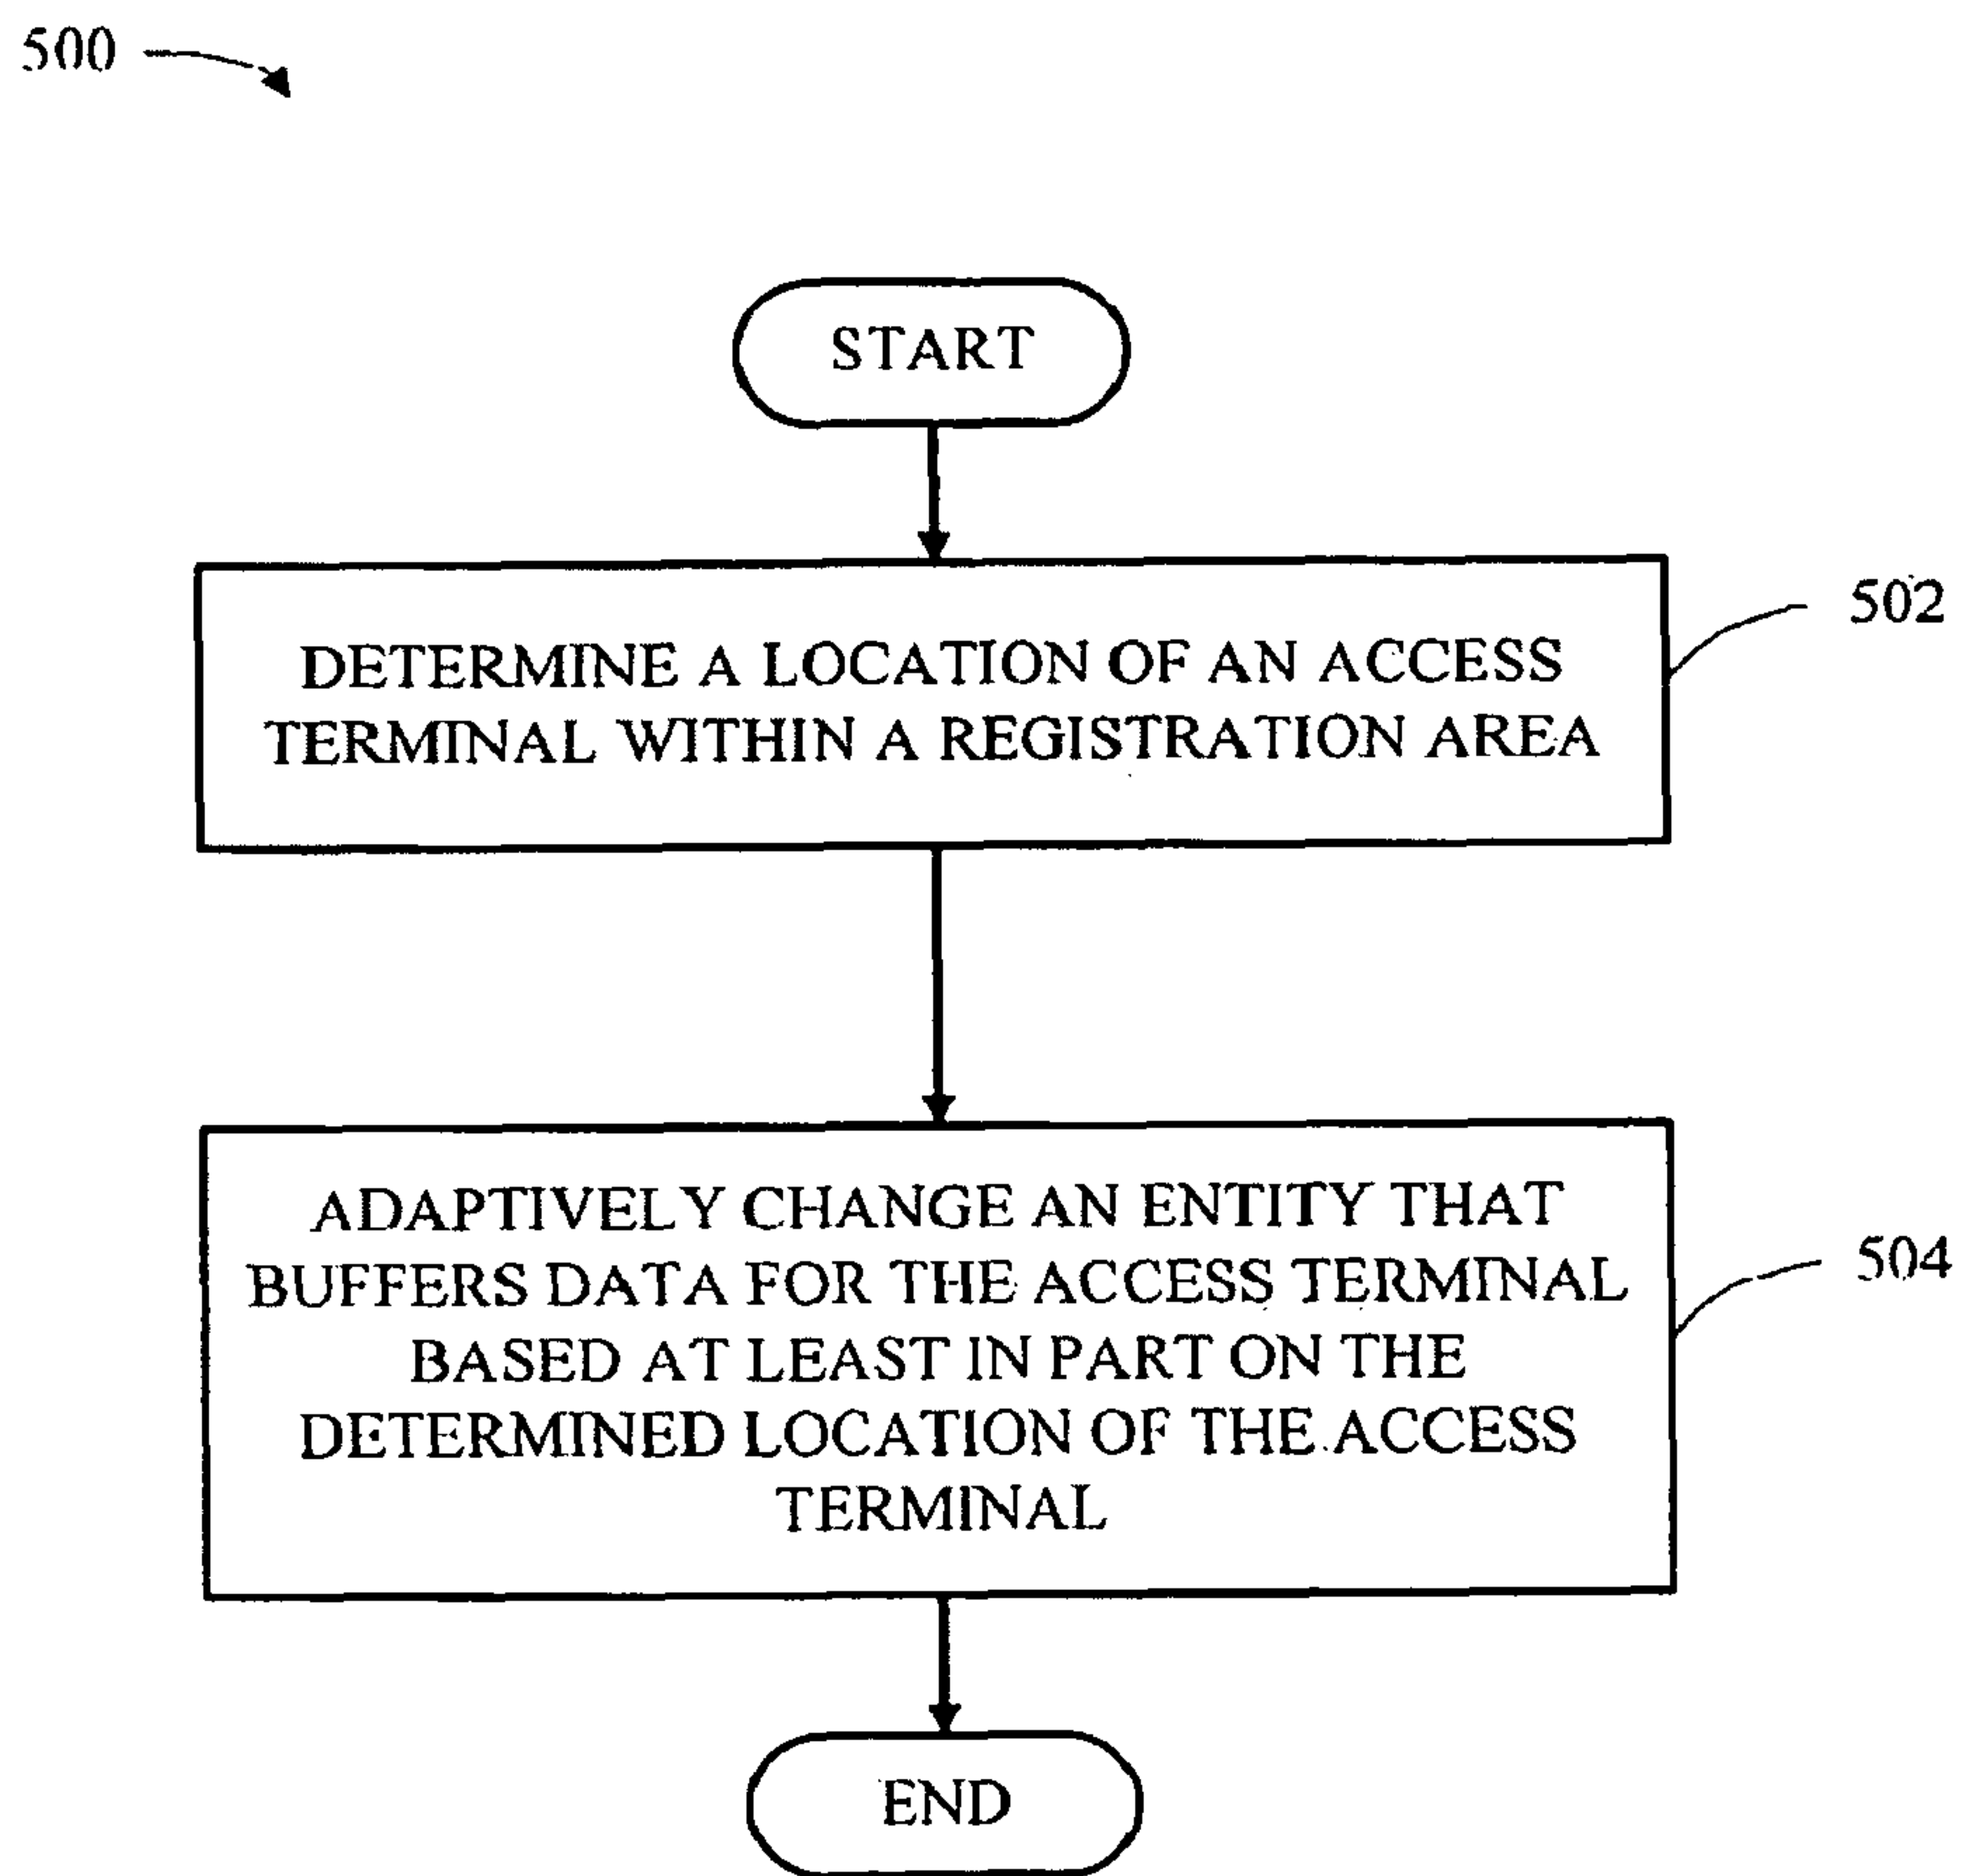 500
START
DETERMINE A LOCATION OF AN ACCESS
TERMINAL WITHIN A REGISTRATION AREA
502
ADAPTIVELY CHANGE AN ENTITY THAT
BUFFERS DATA FOR THE ACCESS TERMINAL
BASED AT LEAST IN PART ON THE
DETERMINED LOCATION OF THE ACCESS
TERMINAL
504
END